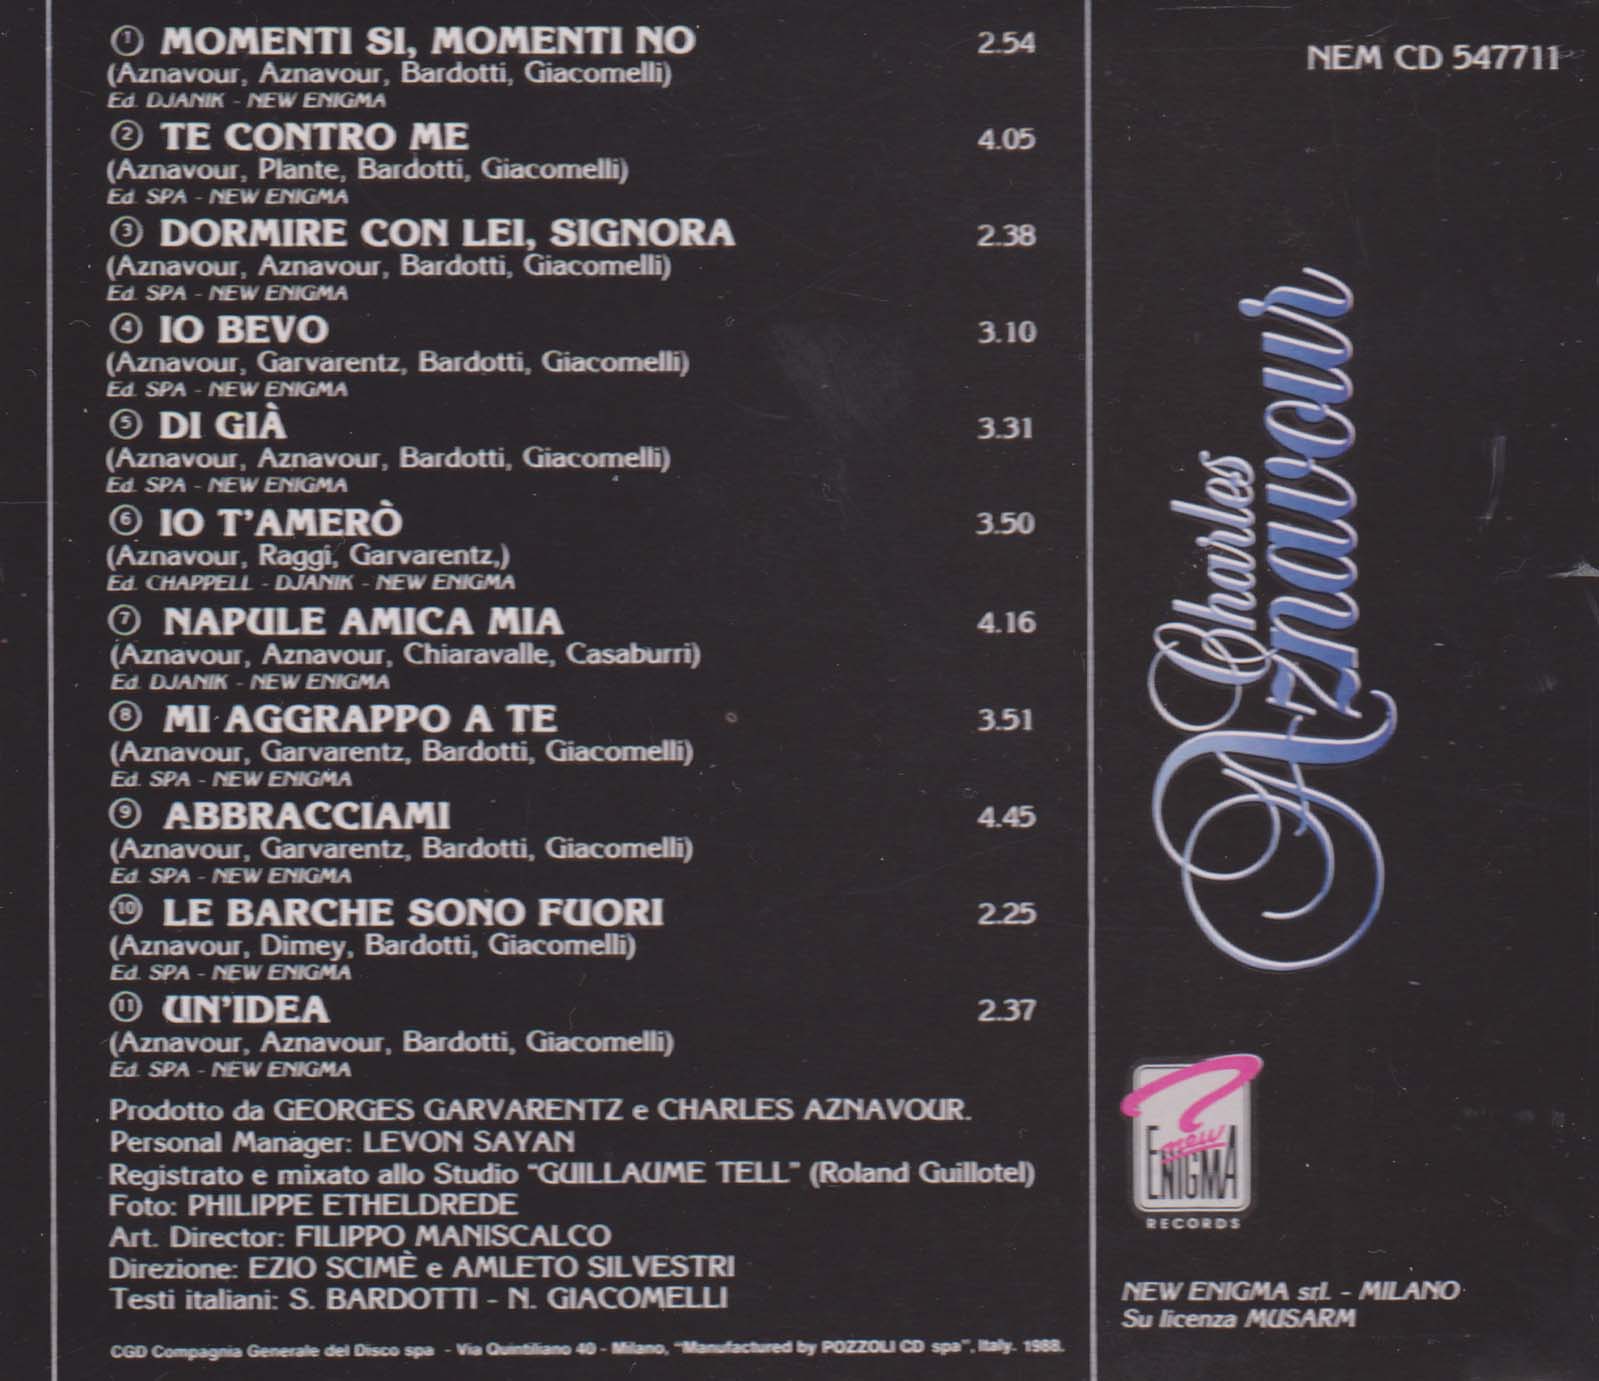 1 MOMENTI SI, MOMENTI NO 2.54
(Aznavour, Aznavour, Bardotti, Giacomelli)
Ed. DJANIK - NEW ENIGMA
2 TE CONTRO ME 4.05
(Aznavour, Plante, Bardotti, Giacomelli)
Ed. SPA - NEW ENIGMA
3 DORMIRE CON LEI, SIGNORA 2.38
(Aznavour, Aznavour, Bardotti, Giacomelli)
Ed. SPA - NEW ENIGMA
4 IO BEVO 3.10
(Aznavour, Garvarentz, Bardotti, Giacomelli)
Ed. SPA - NEW ENIGMA
5 DI GIÀ 3.31
(Aznavour, Aznavour, Bardotti, Giacomelli)
Ed. SPA - NEW ENIGMA
6 IO T'AMERÒ 3.50
(Aznavour, Raggi, Garvarentz,)
Ed. CHAPPELL - DJANIK - NEW ENIGMA
7 NAPULE AMICA MIA 4.16
(Aznavour, Aznavour, Chiaravalle, Casaburri)
Ed. DJANIK - NEW ENIGMA
8 MI AGGRAPPO A TE 3.51
(Aznavour, Garvarentz, Bardotti, Giacomelli)
Ed. SPA - NEW ENIGMA
9 ABBRACCIAMI 4.45
(Aznavour, Garvarentz, Bardotti, Giacomelli)
Ed. SPA - NEW ENIGMA
10 LE BARCHE SONO FUORI 2.25
(Aznavour, Dimey, Bardotti, Giacomelli)
Ed. SPA - NEW ENIGMA
11 UN'IDEA 2.37
(Aznavour, Aznavour, Bardotti, Giacomelli)
Ed. SPA - NEW ENIGMA
Prodotto da GEORGES GARVARENTZ e CHARLES AZNAVOUR.
Personal Manager: LEVON SAYAN
Registrato e mixato allo Studio "GUILLAUME TELL" (Roland Guillotel)
Foto: PHILIPPE ETHELDREDE
Art. Director: FILIPPO MANISCALCO
Direzione: EZIO SCIMÈ e AMLETO SILVESTRI
Testi italiani: S. BARDOTTI - N. GIACOMELLI
CGD Compagnia Generale del Disco spa - Via Quintiliano 40 - Milano, "Manufactured by POZZOLI CD spa", Italy. 1988.
NEM CD 547711
Charles
Aznavour
new
ENIGMA
RECORDS
NEW ENIGMA srl. - MILANO
Su licenza MUSARM